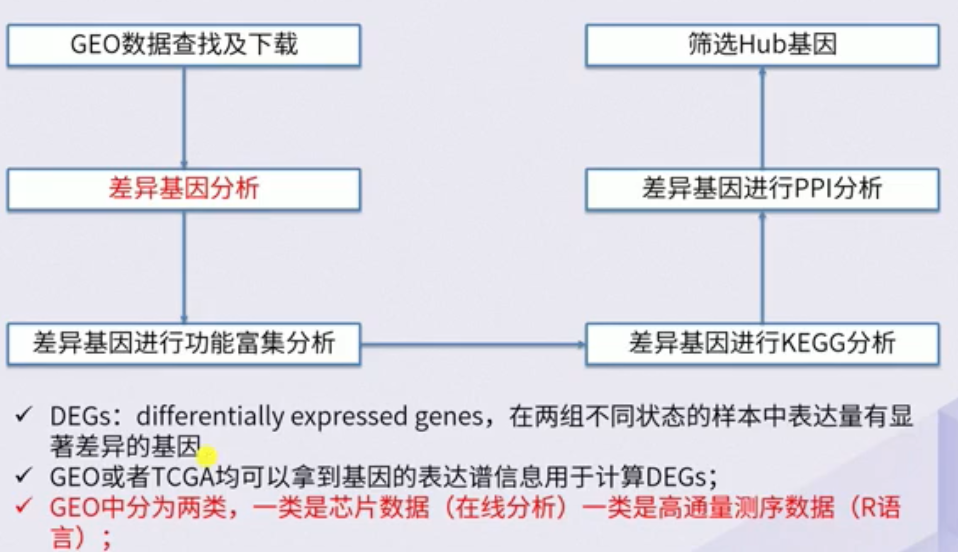 GEO数据查找及下载
差异基因分析
差异基因进行功能富集分析
差异基因进行KEGG分析
差异基因进行PPI分析
筛选Hub基因
✓ DEGs：differentially expressed genes，在两组不同状态的样本中表达量有显
著差异的基因
✓ GEO或者TCGA均可以拿到基因的表达谱信息用于计算DEGs；
✓ GEO中分为两类，一类是芯片数据（在线分析）一类是高通量测序数据（R语
言）；